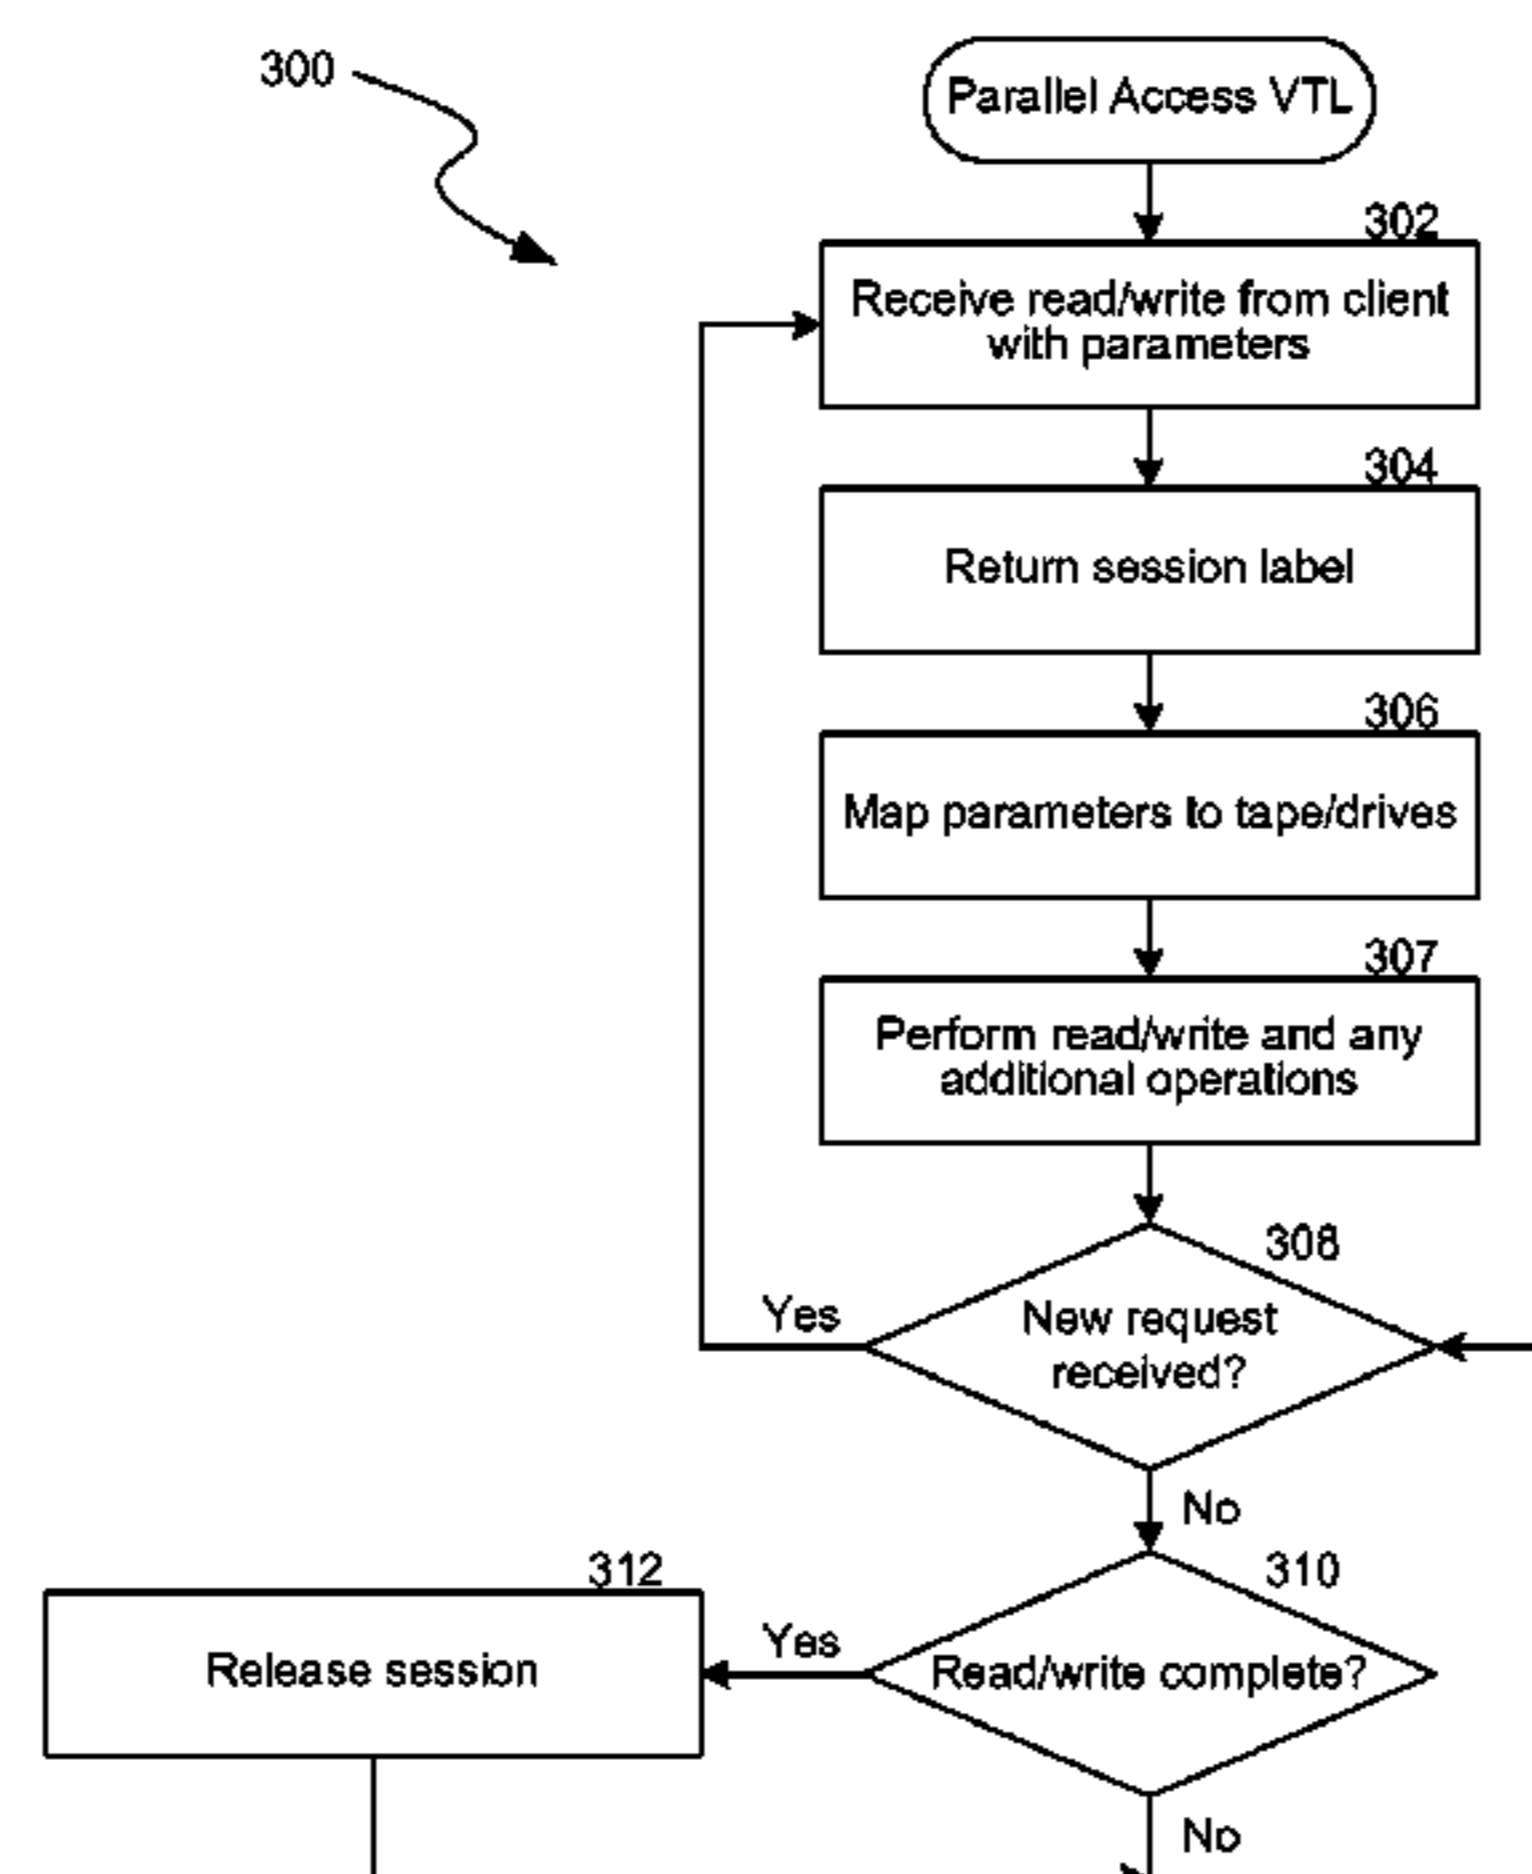 300
Parallel Access VTL
302
Receive read/write from client
with parameters
304
Return session label
306
Map parameters to tape/drives
307
Perform read/write and any
additional operations
308
Yes
New request
received?
No
312
310
Release session
Yes
Read/write complete?
No